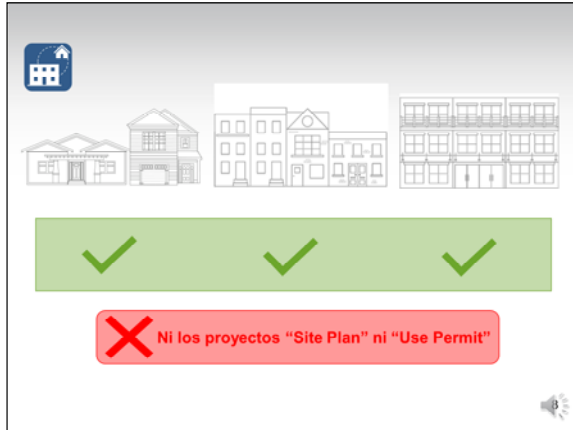 Ni los proyectos “Site Plan” ni “Use Permit”